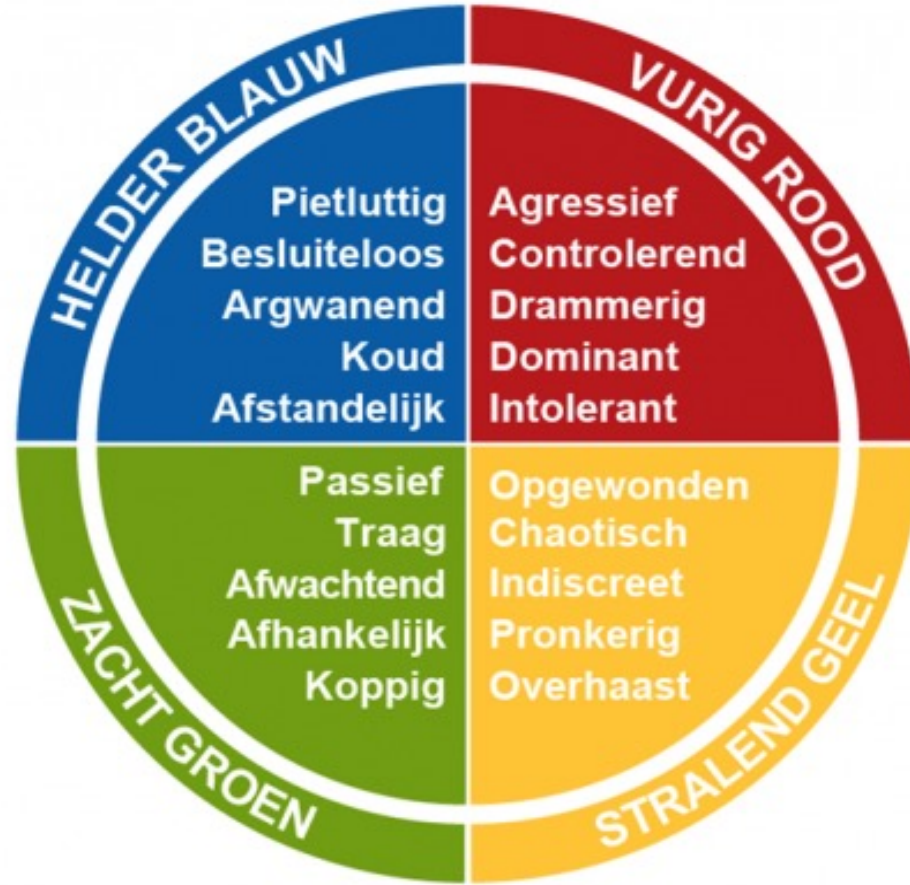 HELDER BLAUW
Pietluttig
Besluiteloos
Argwanend
Koud
Afstandelijk
VURIG ROOD
Agressief
Controlerend
Drammerig
Dominant
Intolerant
ZACHT GROEN
Passief
Traag
Afwachtend
Afhankelijk
Koppig
STRALEND GEEL
Opgewonden
Chaotisch
Indiscreet
Pronkerig
Overhaast